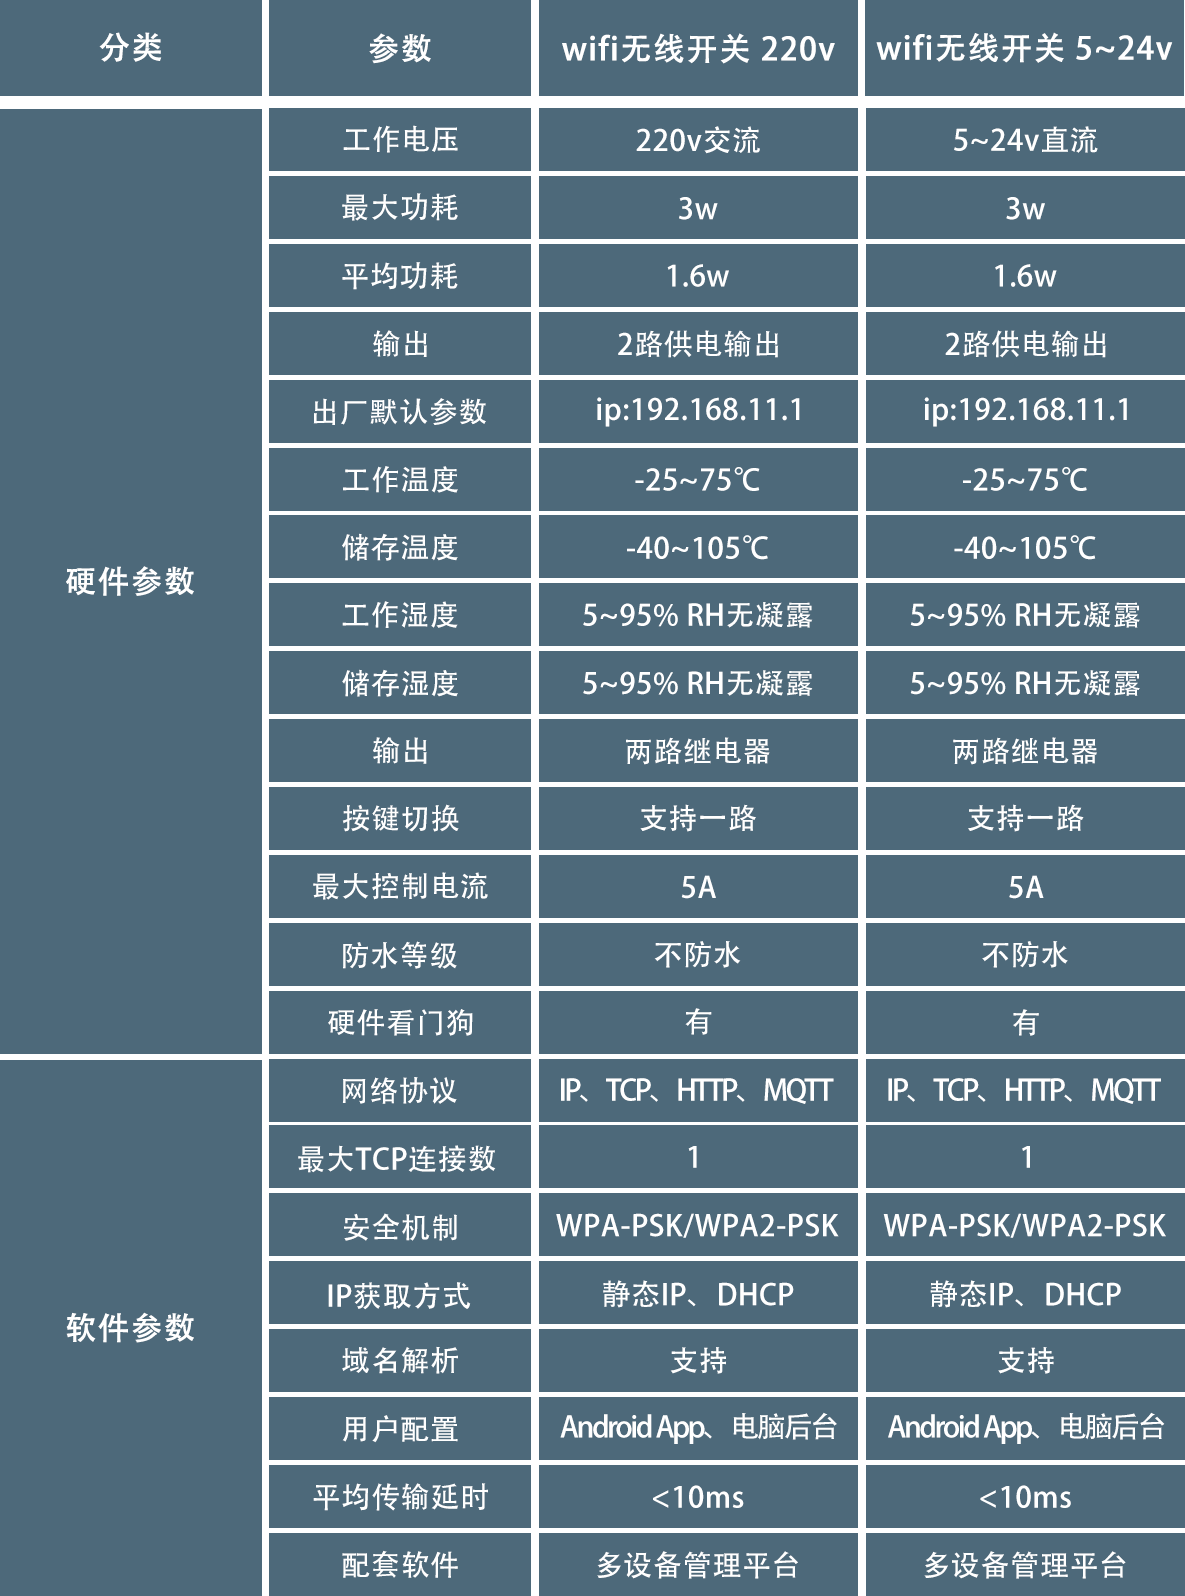 分类 参数 wifi无线开关 220v wifi无线开关 5~24v
工作电压 220v交流 5~24v直流
最大功耗 3w 3w
平均功耗 1.6w 1.6w
输出 2路供电输出 2路供电输出
出厂默认参数 ip:192.168.11.1 ip:192.168.11.1
工作温度 -25~75℃ -25~75℃
储存温度 -40~105℃ -40~105℃
硬件参数
工作湿度 5~95% RH无凝露 5~95% RH无凝露
储存湿度 5~95% RH无凝露 5~95% RH无凝露
输出 两路继电器 两路继电器
按键切换 支持一路 支持一路
最大控制电流 5A 5A
防水等级 不防水 不防水
硬件看门狗 有 有
网络协议 IP、TCP、HTTP、MQTT IP、TCP、HTTP、MQTT
最大TCP连接数 1 1
安全机制 WPA-PSK/WPA2-PSK WPA-PSK/WPA2-PSK
IP获取方式 静态IP、DHCP 静态IP、DHCP
软件参数
域名解析 支持 支持
用户配置 Android App、电脑后台 Android App、电脑后台
平均传输延时 <10ms <10ms
配套软件 多设备管理平台 多设备管理平台